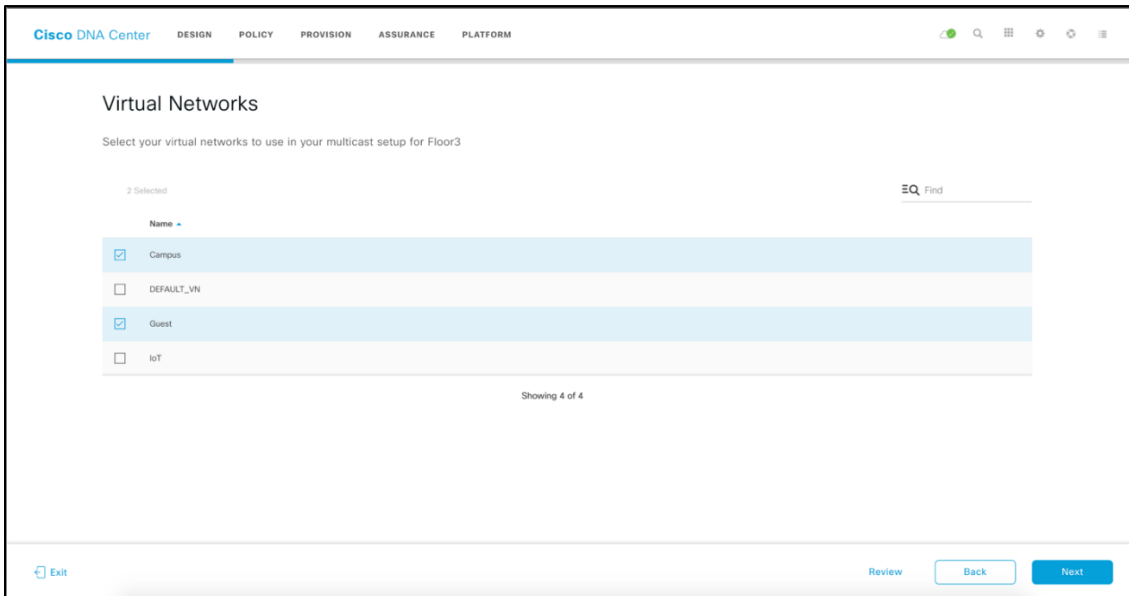 Cisco DNA Center DESIGN POLICY PROVISION ASSURANCE PLATFORM
Virtual Networks
Select your virtual networks to use in your multicast setup for Floor3
2 Selected Find
Name
Campus
DEFAULT_VN
Guest
IoT
Showing 4 of 4
Exit Review Back Next